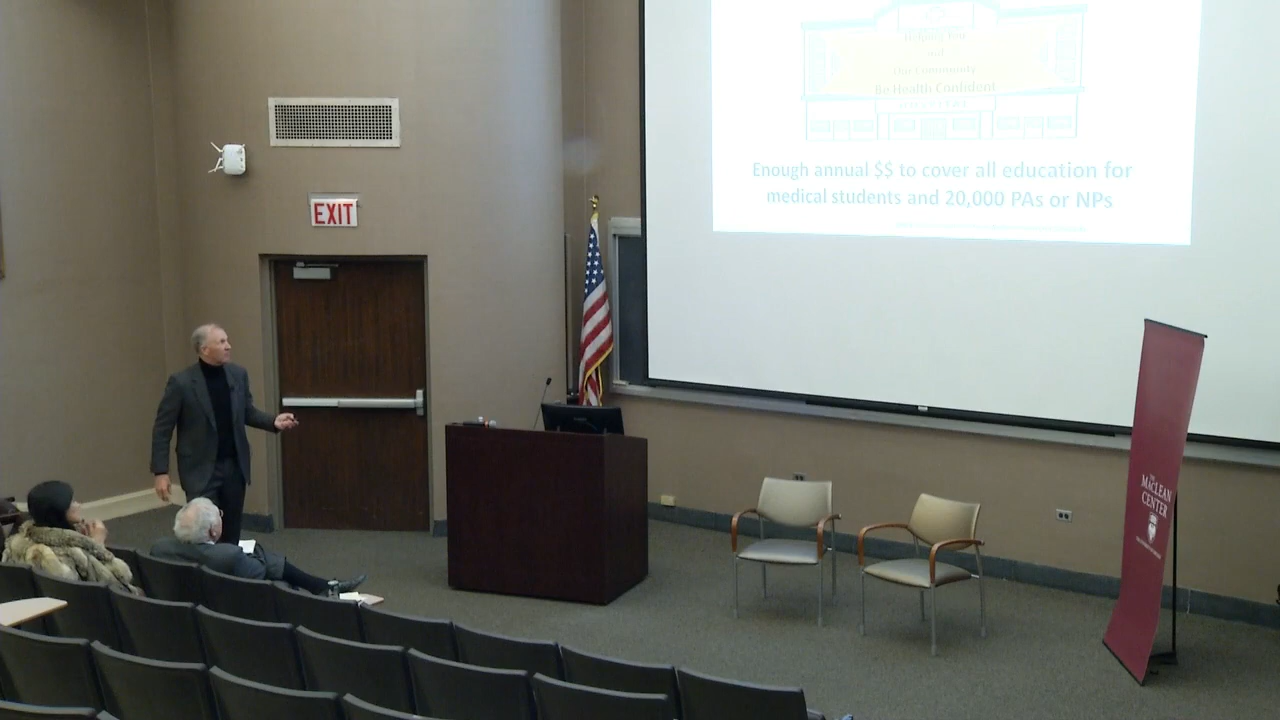 Helping You
and
Our Community
Be Health Confident
Enough annual $$ to cover all education for
medical students and 20,000 PAs or NPs
EXIT
THE
MACLEAN
CENTER